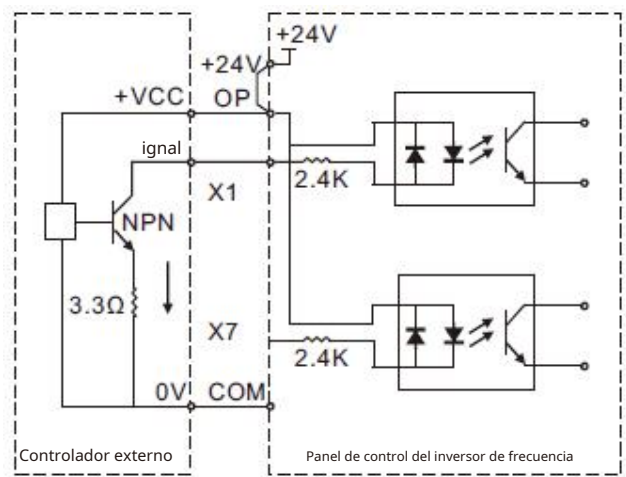 +24V
+24V
+VCC
OP
ignal
2.4K
X1
NPN
3.3Ω
X7
2.4K
0V
COM
Controlador externo
Panel de control del inversor de frecuencia